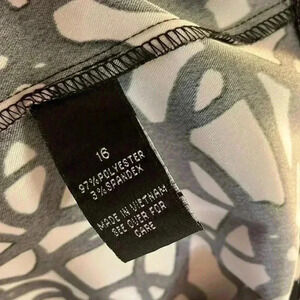 16
97%POLYESTER
3%SPANDEX
MADE IN VIETNAM
SEE OVER FOR
CARE